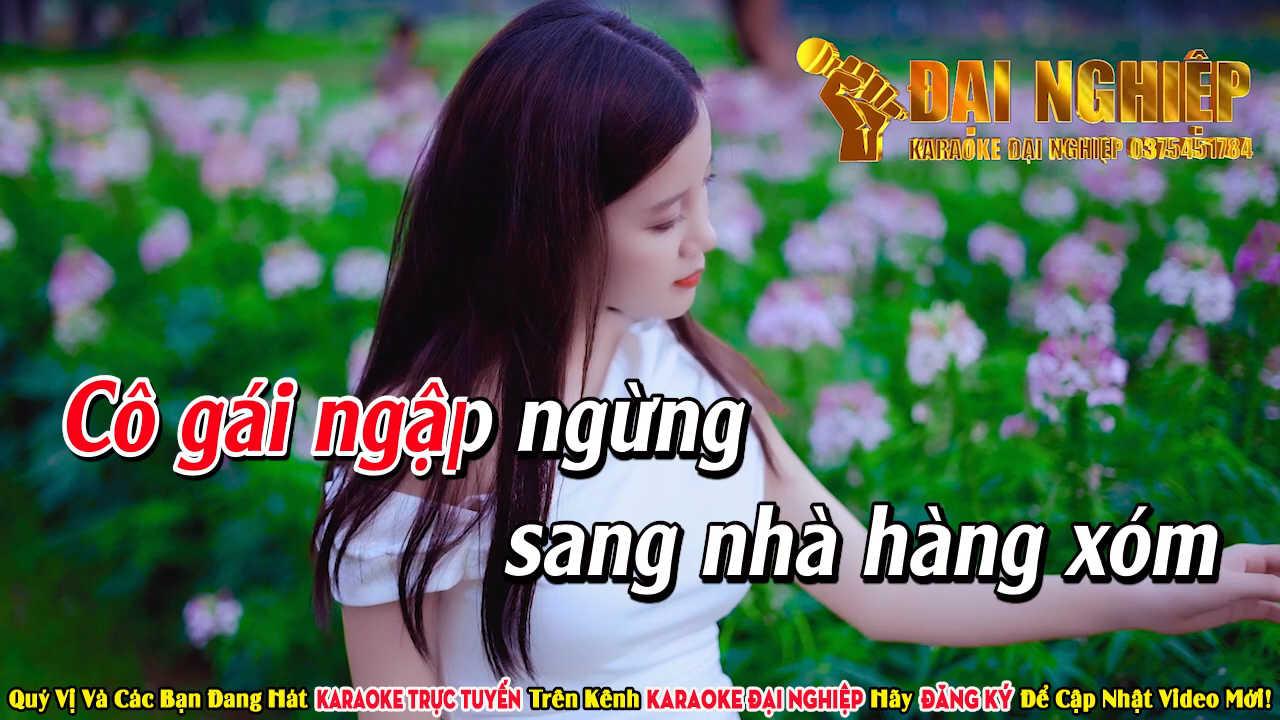 ĐẠI NGHIỆP
KARAOKE ĐẠI NGHIỆP 0375451784
Cô gái ngập ngừng
sang nhà hàng xóm
Quý Vị Và Các Bạn Đang Hát KARAOKE TRỰC TUYẾN Trên Kênh KARAOKE ĐẠI NGHIỆP Hãy ĐĂNG KÝ Để Cập Nhật Video Mới!